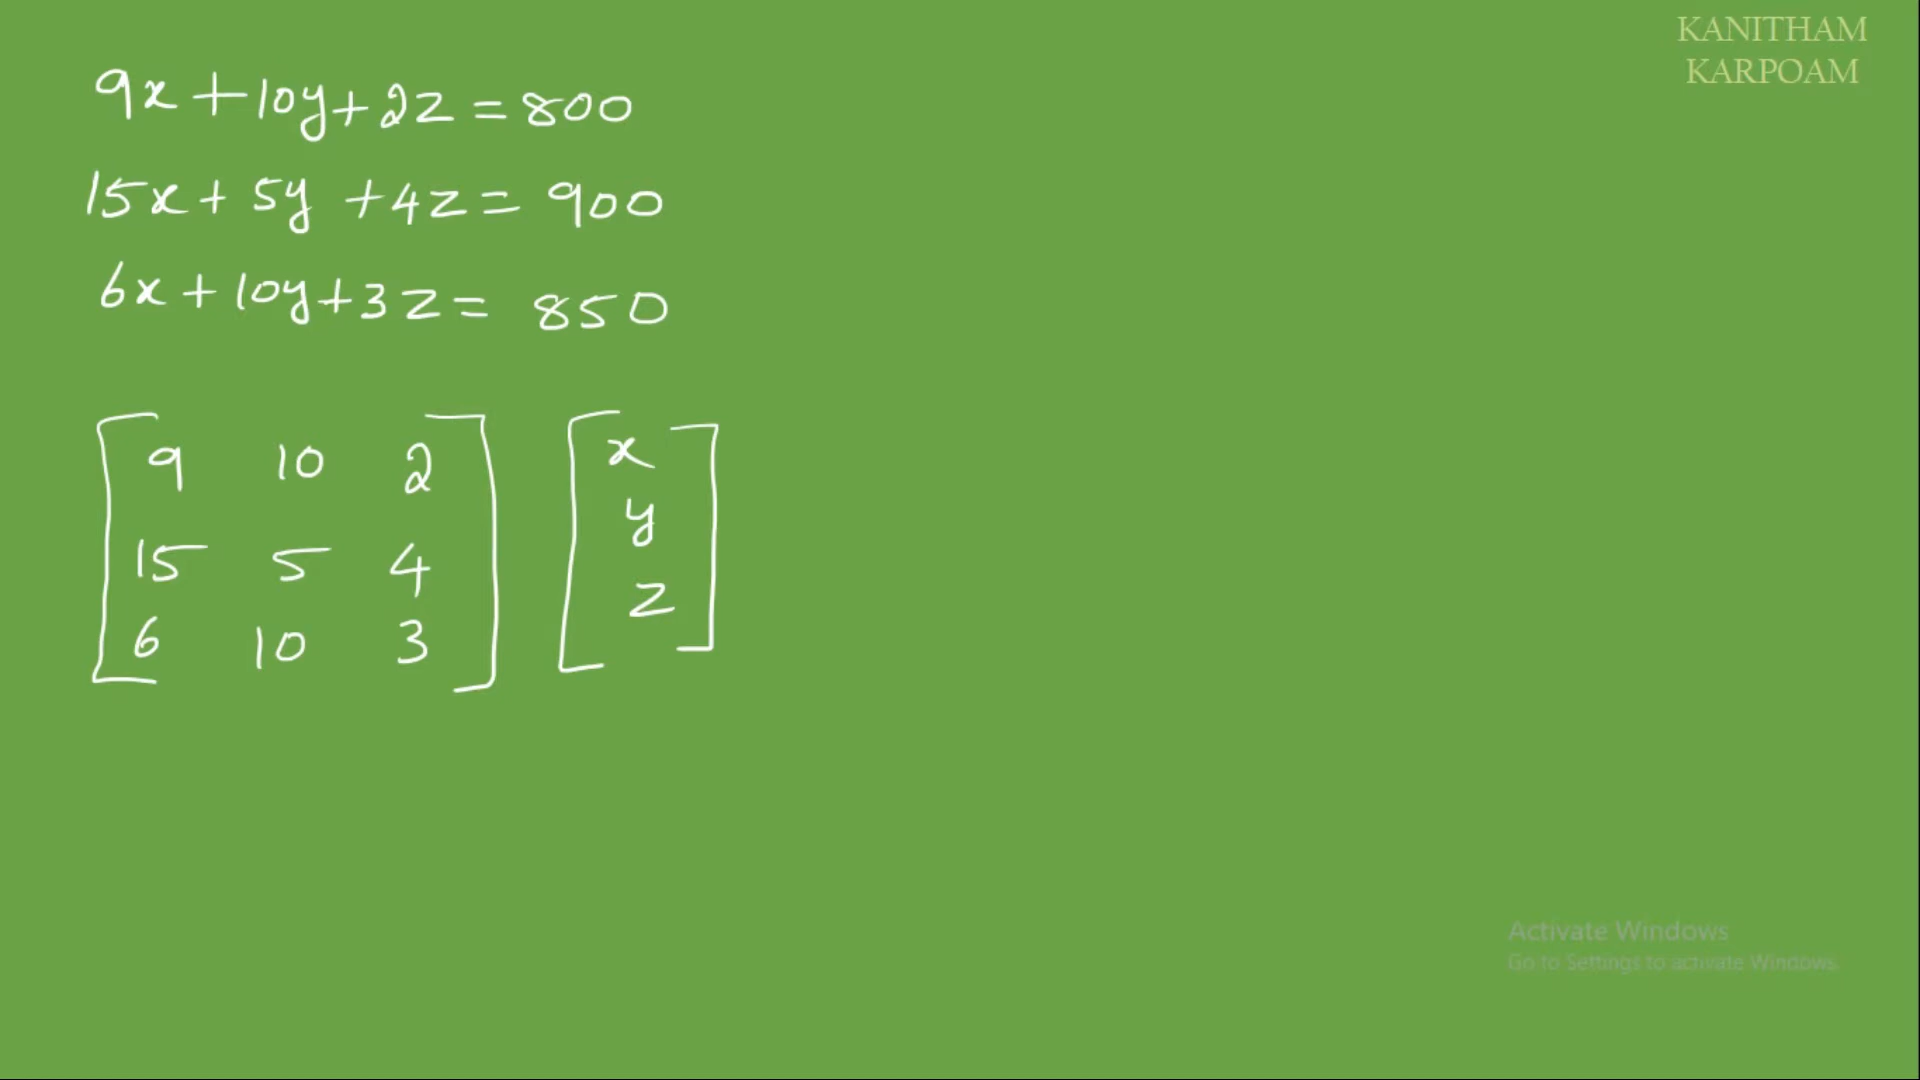 KANITHAM
KARPOAM
9x+10y+2z=800
15x+5y+4z=900
6x+10y+3z=850
9 10 2 x
15 5 4 y
6 10 3 z
Activate Windows
Go to Settings to activate Windows.